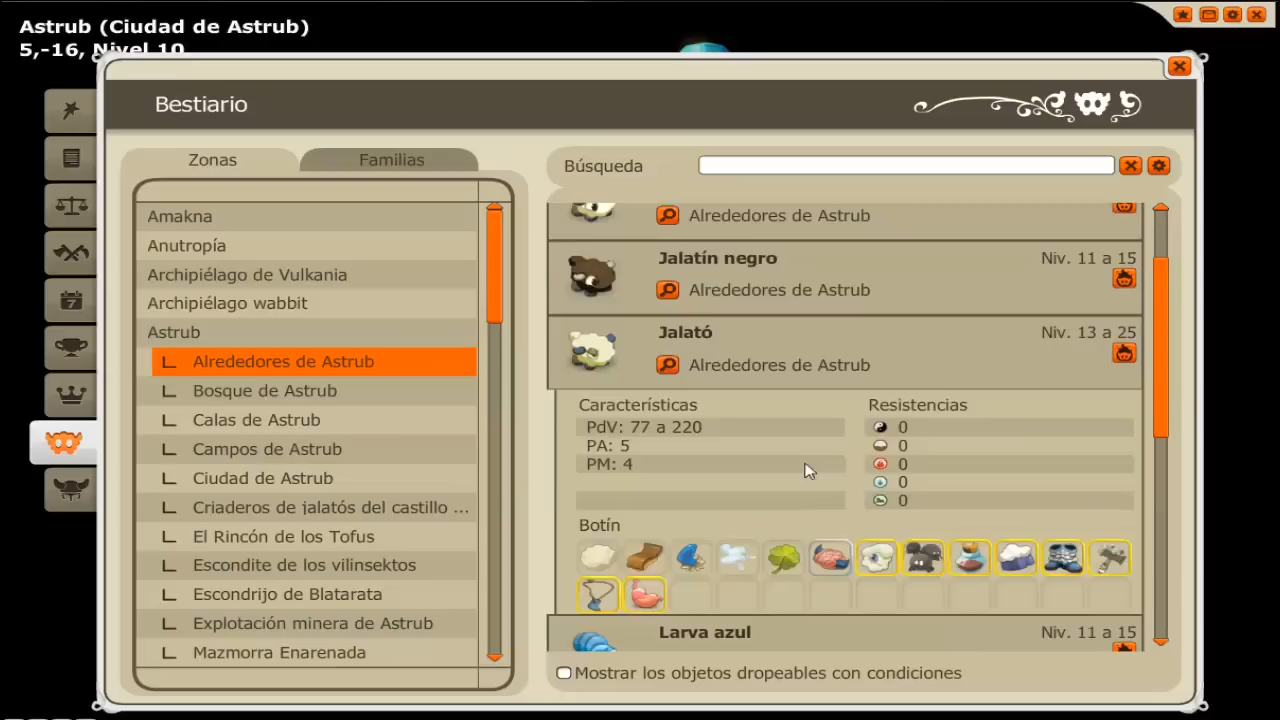 Astrub (Ciudad de Astrub)
5,-16, Nivel 10
Bestiario
Zonas
Familias
Búsqueda
Amakna
Anutropía
Archipiélago de Vulkania
Archipiélago wabbit
Astrub
Alrededores de Astrub
Bosque de Astrub
Calas de Astrub
Campos de Astrub
Ciudad de Astrub
Criaderos de jalatós del castillo ...
El Rincón de los Tofus
Escondite de los vilinsektos
Escondrijo de Blatarata
Explotación minera de Astrub
Mazmorra Enarenada
Alrededores de Astrub
Jalatín negro
Niv. 11 a 15
Alrededores de Astrub
Jalató
Niv. 13 a 25
Alrededores de Astrub
Características
PdV: 77 a 220
PA: 5
PM: 4
Resistencias
0
0
0
0
0
Botín
Larva azul
Niv. 11 a 15
Mostrar los objetos dropeables con condiciones